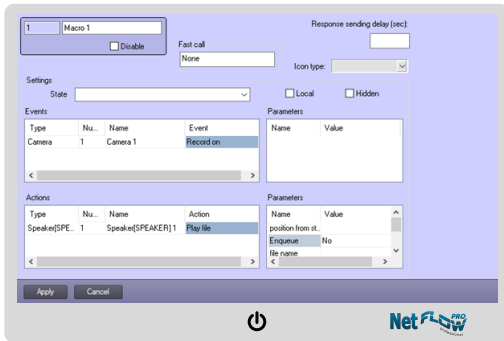 1 Macro 1
Response sending delay (sec):
Disable
Fast call
None
Icon type:
Settings
State
Local
Hidden
Events
Parameters
Type Nu... Name Event
Name Value
Camera 1 Camera 1 Record on
Actions
Parameters
Type Nu... Name Action
Name Value
Speaker[SPE... 1 Speaker[SPEAKER] 1 Play file
position from st..
Enqueue No
file name
Apply
Cancel
Net FLOW PRO
Professional